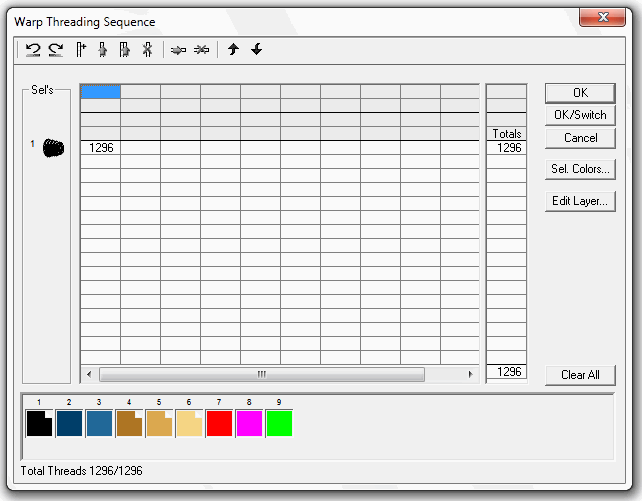 Warp Threading Sequence
Sel's
OK
OK/Switch
Totals
Cancel
1
1296
1296
Sel. Colors...
Edit Layer...
1296
Clear All
1 2 3 4 5 6 7 8 9
Total Threads 1296/1296